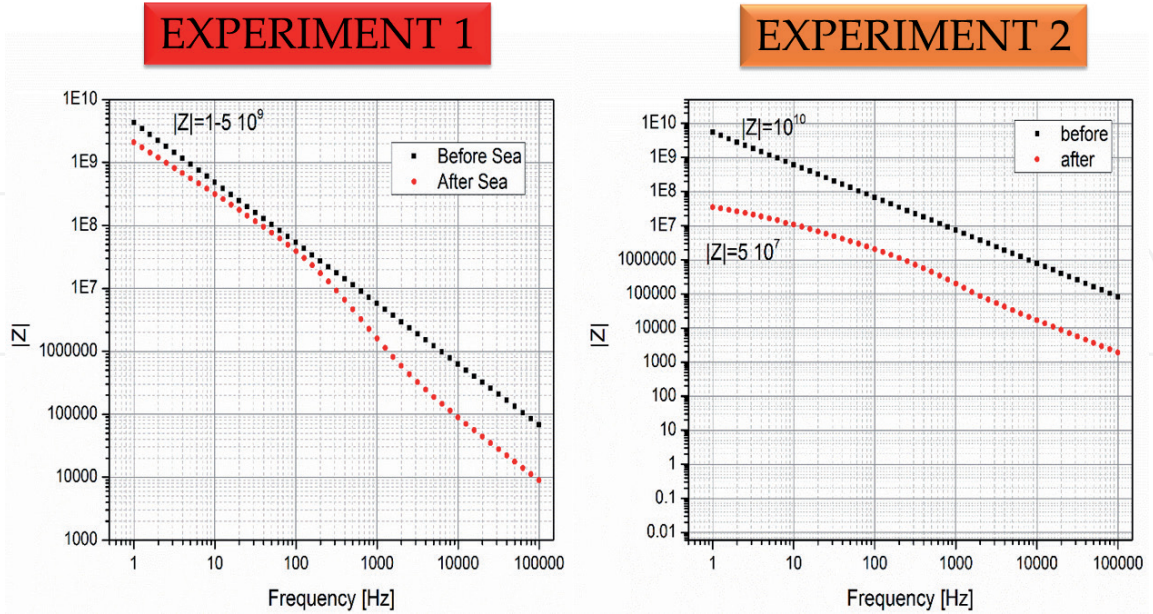 EXPERIMENT 1
1E10
1E9
1E8
1E7
1000000
100000
10000
1000
|Z|
|Z|=1-5 10⁹
Before Sea
After Sea
1 10 100 1000 10000 100000
Frequency [Hz]
EXPERIMENT 2
1E10
1E9
1E8
1E7
1000000
100000
10000
1000
100
10
1
0.1
0.01
|Z|
|Z|=10¹⁰
before
after
|Z|=5 10⁷
1 10 100 1000 10000 100000
Frequency [Hz]